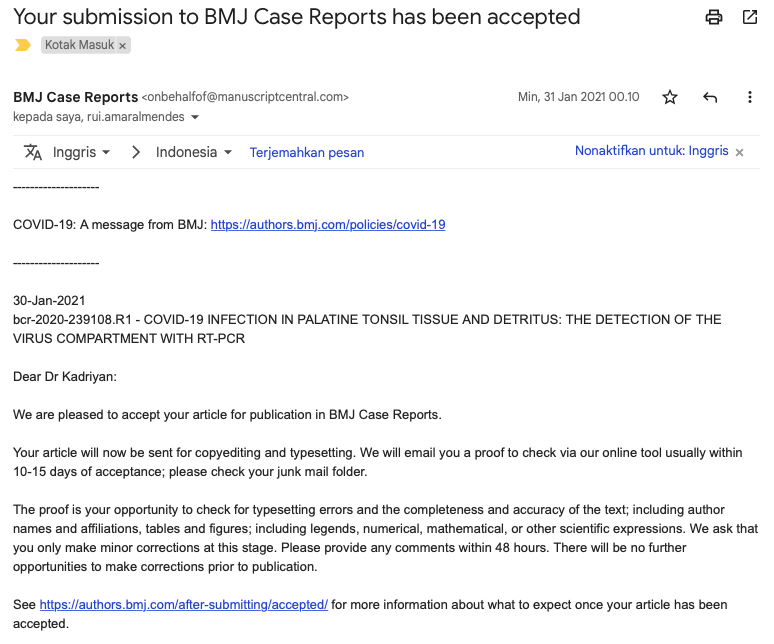 Your submission to BMJ Case Reports has been accepted
Kotak Masuk ×
BMJ Case Reports <onbehalfof@manuscriptcentral.com>
Min, 31 Jan 2021 00.10
kepada saya, rui.amaralmendes
Inggris > Indonesia Terjemahkan pesan Nonaktifkan untuk: Inggris ×
--------------------
COVID-19: A message from BMJ: https://authors.bmj.com/policies/covid-19
--------------------
30-Jan-2021
bcr-2020-239108.R1 - COVID-19 INFECTION IN PALATINE TONSIL TISSUE AND DETRITUS: THE DETECTION OF THE
VIRUS COMPARTMENT WITH RT-PCR
Dear Dr Kadriyan:
We are pleased to accept your article for publication in BMJ Case Reports.
Your article will now be sent for copyediting and typesetting. We will email you a proof to check via our online tool usually within
10-15 days of acceptance; please check your junk mail folder.
The proof is your opportunity to check for typesetting errors and the completeness and accuracy of the text; including author
names and affiliations, tables and figures; including legends, numerical, mathematical, or other scientific expressions. We ask that
you only make minor corrections at this stage. Please provide any comments within 48 hours. There will be no further
opportunities to make corrections prior to publication.
See https://authors.bmj.com/after-submitting/accepted/ for more information about what to expect once your article has been
accepted.